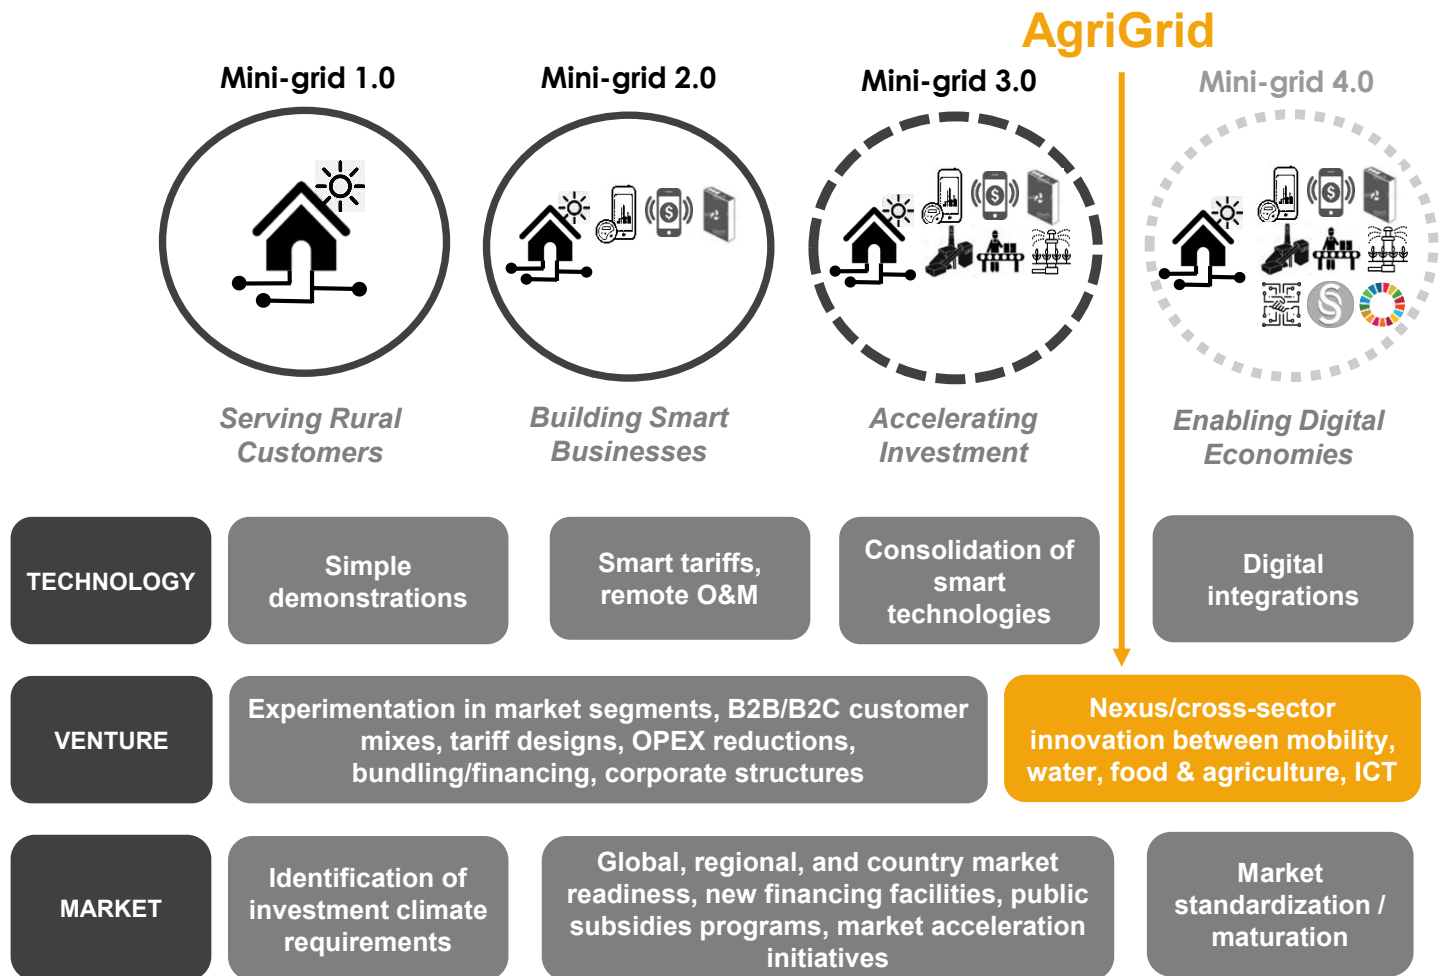 AgriGrid
Mini-grid 1.0
Mini-grid 2.0
Mini-grid 3.0
Mini-grid 4.0
Serving Rural
Customers
Building Smart
Businesses
Accelerating
Investment
Enabling Digital
Economies
TECHNOLOGY
Simple
demonstrations
Smart tariffs,
remote O&M
Consolidation of
smart
technologies
Digital
integrations
VENTURE
Experimentation in market segments, B2B/B2C customer
mixes, tariff designs, OPEX reductions,
bundling/financing, corporate structures
Nexus/cross-sector
innovation between mobility,
water, food & agriculture, ICT
MARKET
Identification of
investment climate
requirements
Global, regional, and country market
readiness, new financing facilities, public
subsidies programs, market acceleration
initiatives
Market
standardization /
maturation